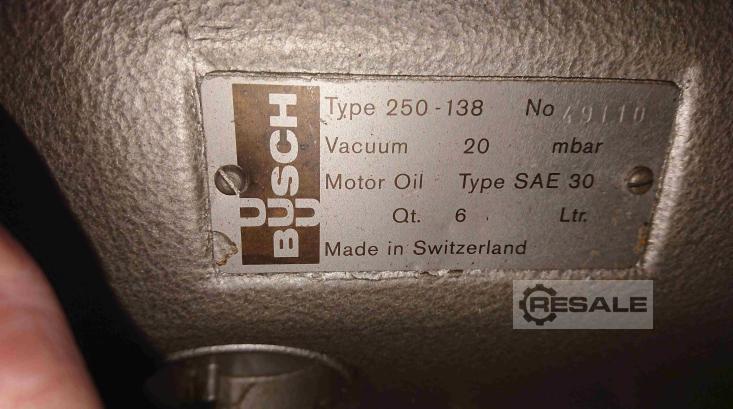 BUSCH
Type 250-138 No 49110
Vacuum 20 mbar
Motor Oil Type SAE 30
Qt. 6 Ltr.
Made in Switzerland
RESALE